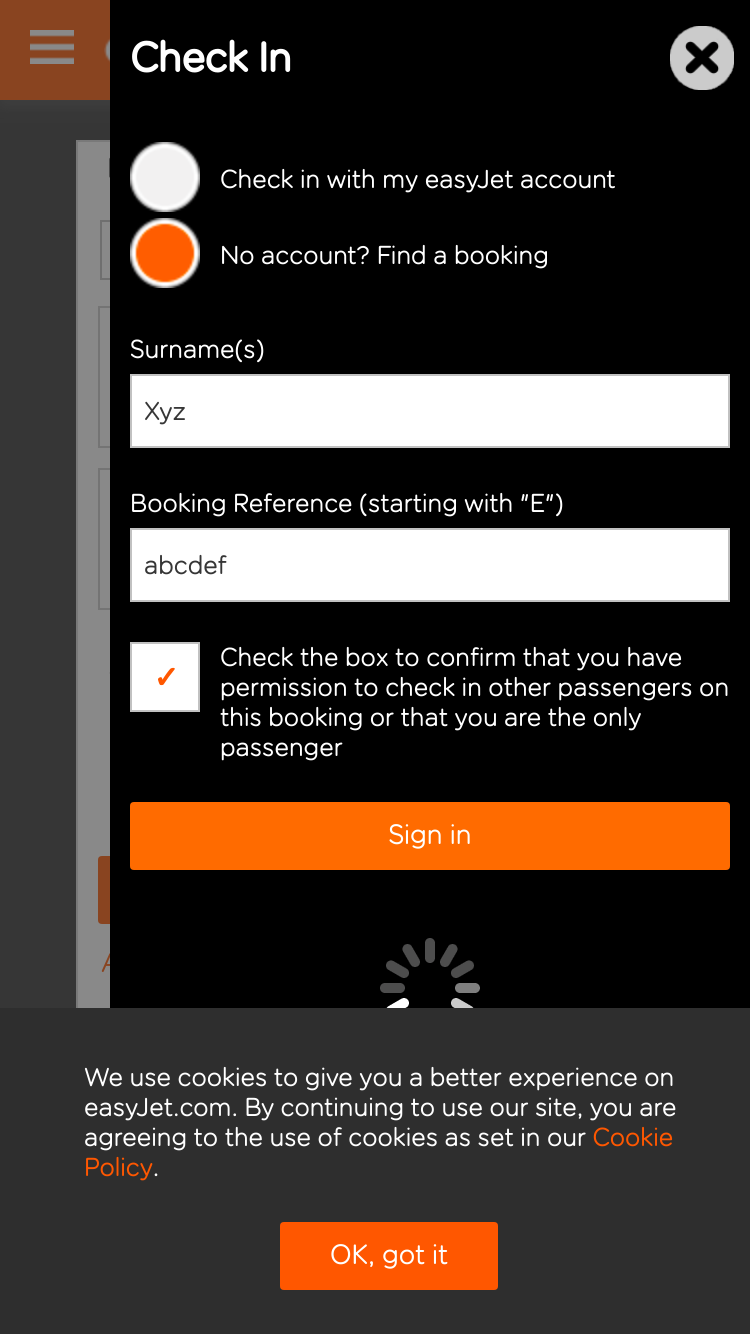 Check In
Check in with my easyJet account
No account? Find a booking
Surname(s)
Xyz
Booking Reference (starting with "E")
abcdef
Check the box to confirm that you have
permission to check in other passengers on
this booking or that you are the only
passenger
Sign in
We use cookies to give you a better experience on
easyJet.com. By continuing to use our site, you are
agreeing to the use of cookies as set in our Cookie
Policy.
OK, got it